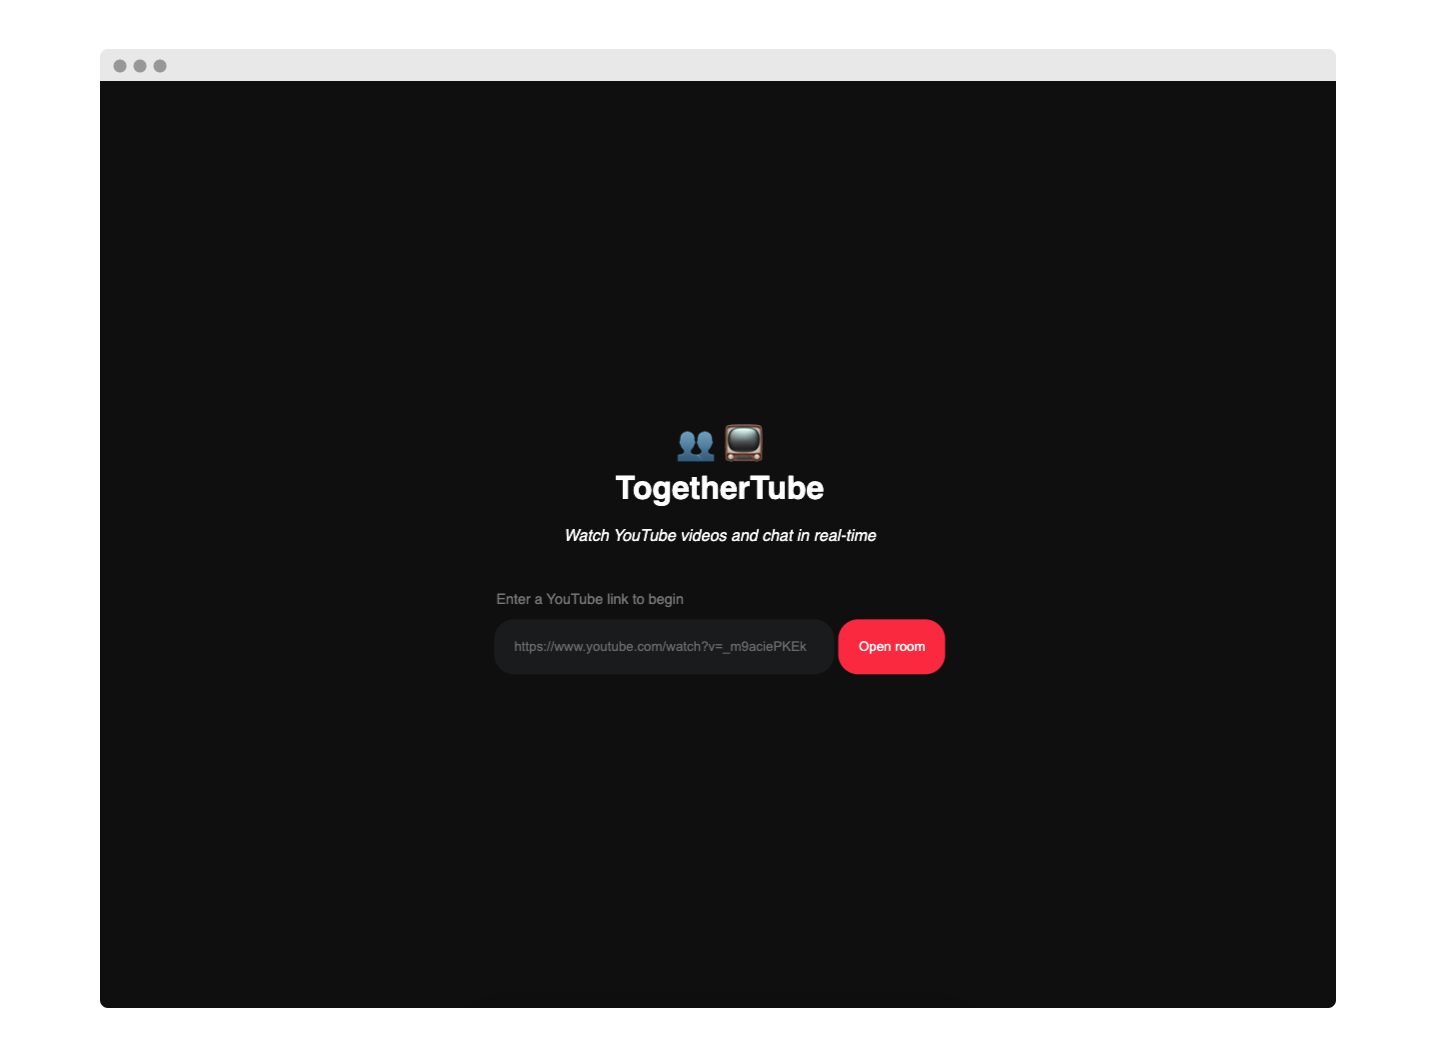 TogetherTube
Watch YouTube videos and chat in real-time
Enter a YouTube link to begin
https://www.youtube.com/watch?v=_m9aciePKEk
Open room